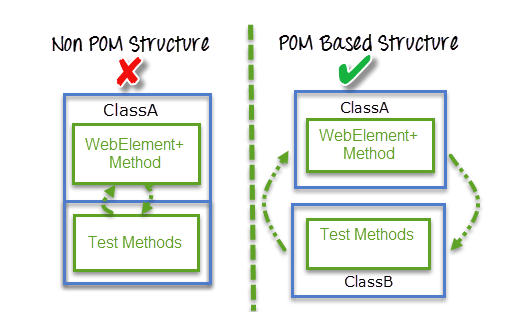 Non POM Structure
ClassA
WebElement+
Method
Test Methods
POM Based Structure
ClassA
WebElement+
Method
Test Methods
ClassB